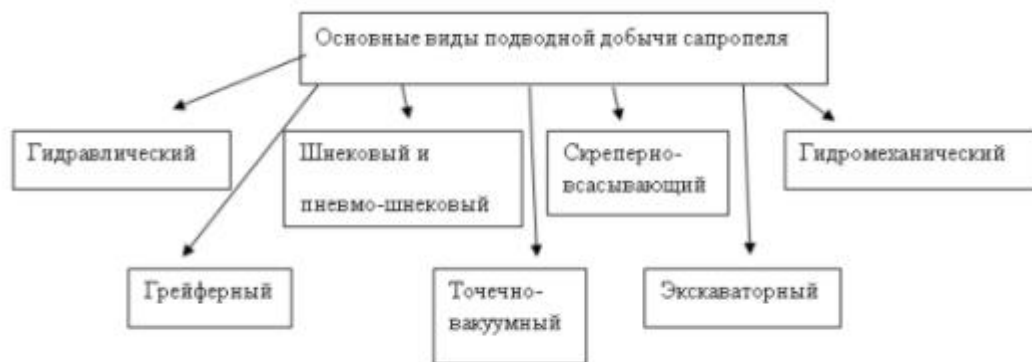 Основные виды подводной добычи сапропеля
Гидравлический
Шнековый и
пневмо-шнековый
Скреперно-
всасывающий
Гидромеханический
Грейферный
Точечно-
вакуумный
Экскаваторный